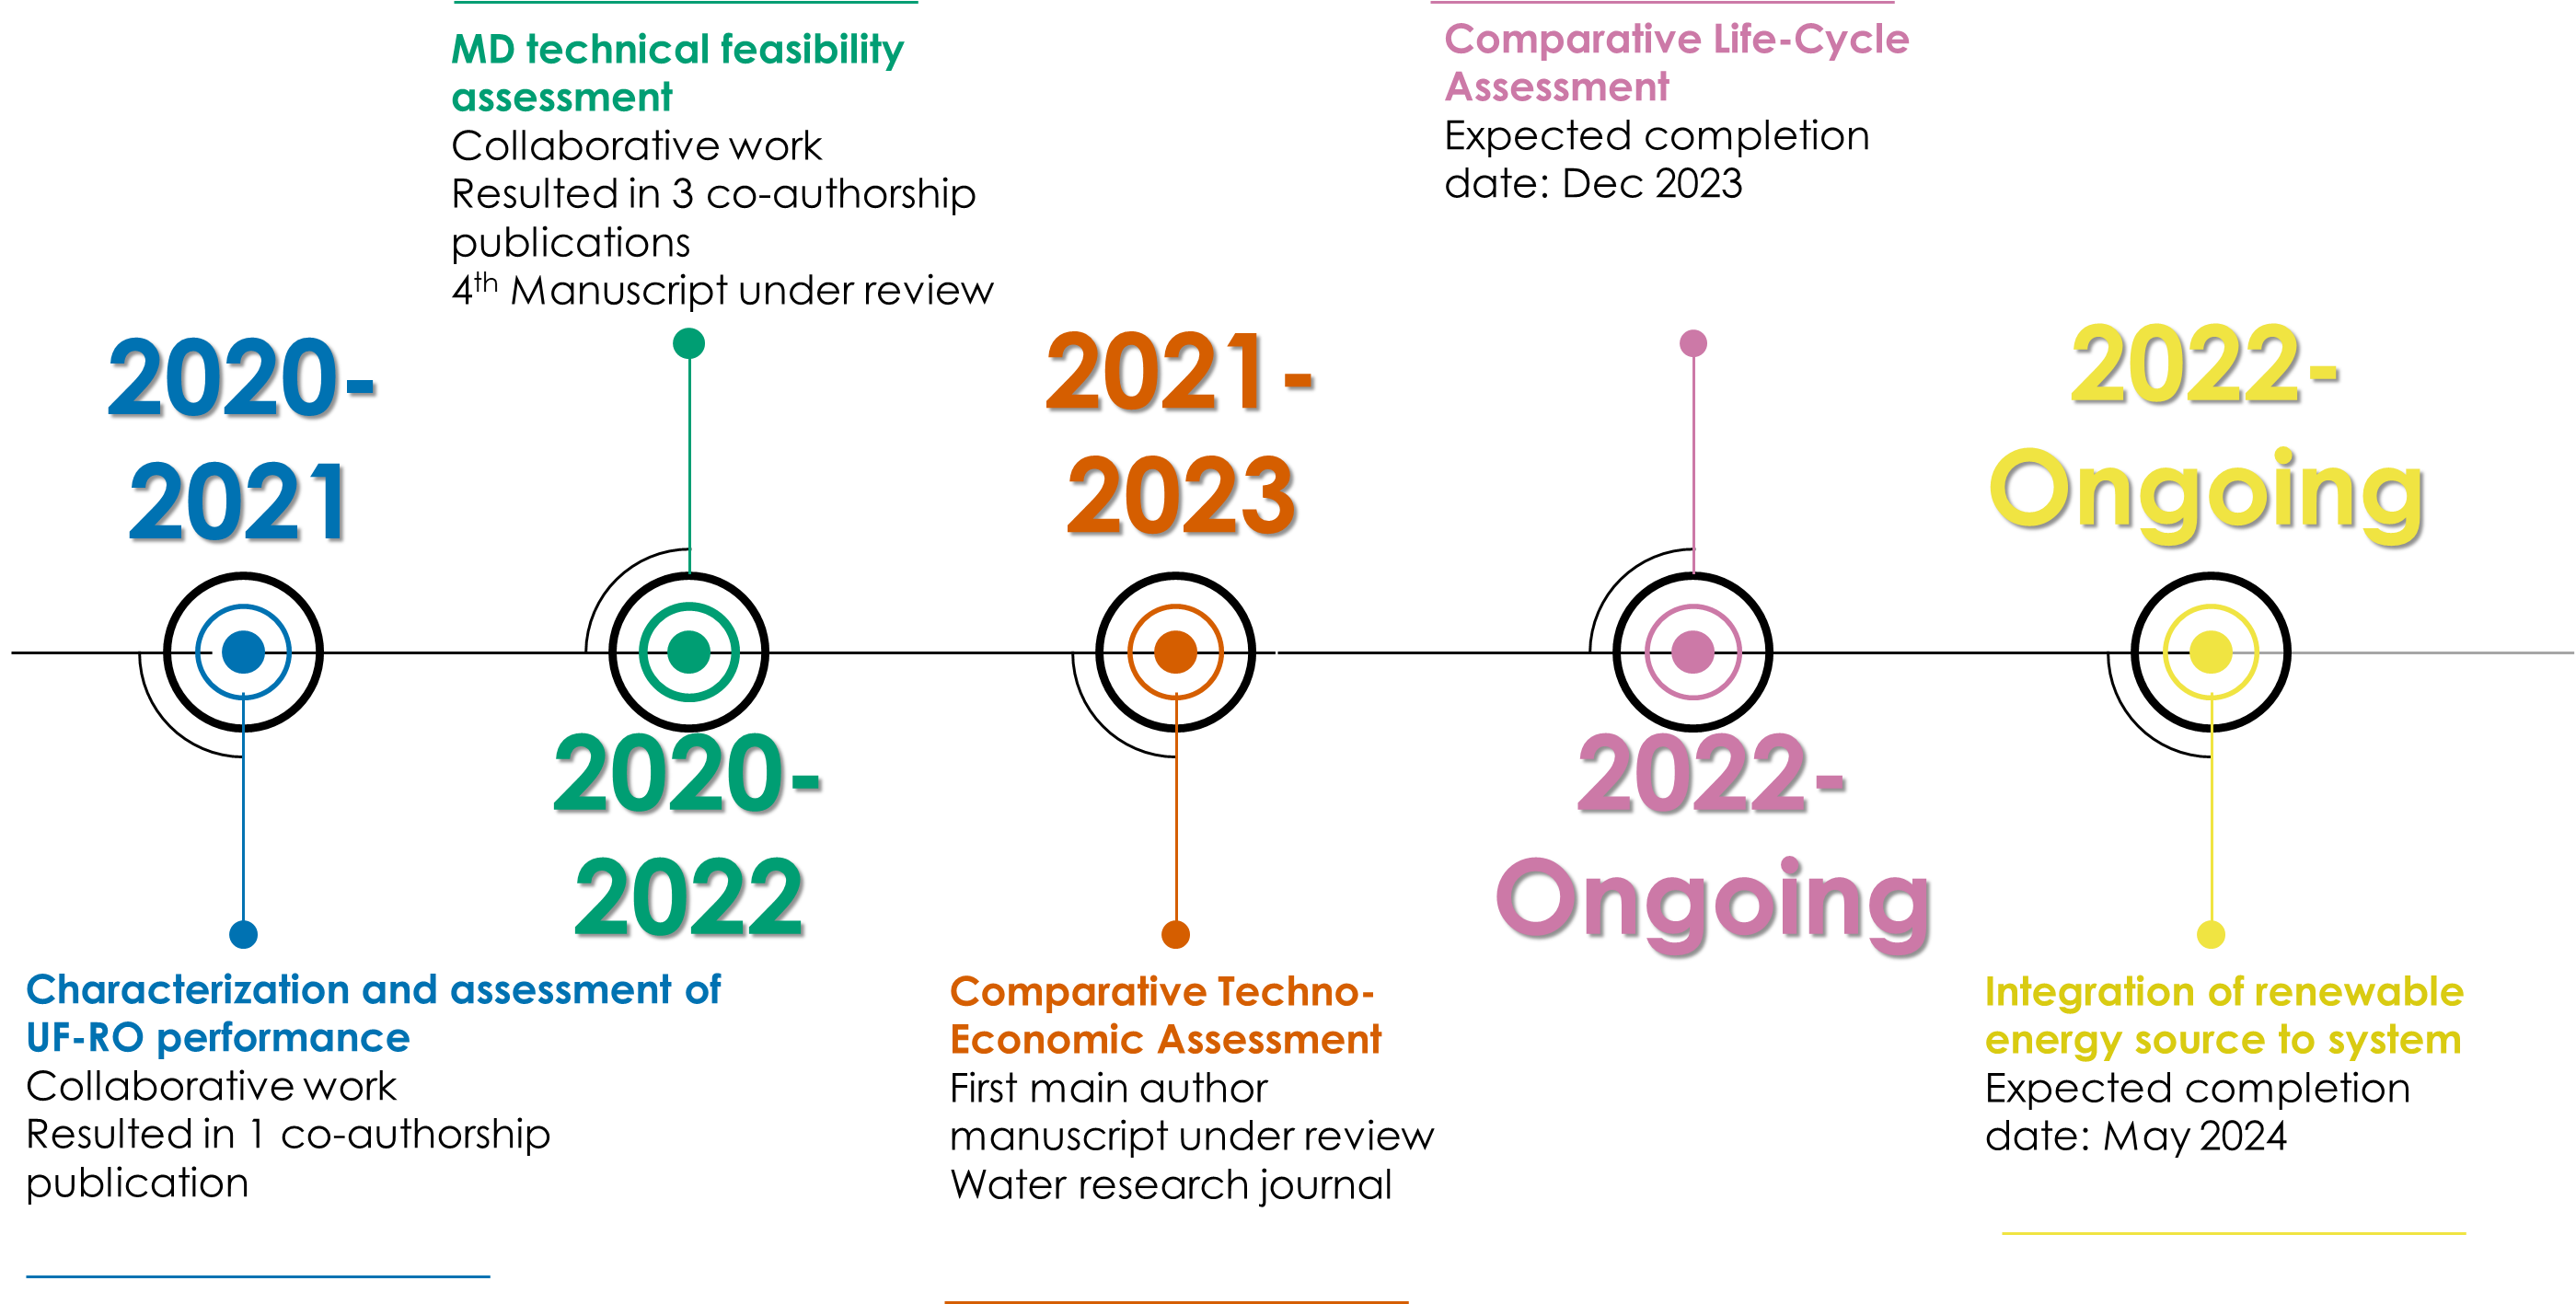 MD technical feasibility
assessment
Collaborative work
Resulted in 3 co-authorship
publications
4th Manuscript under review
Comparative Life-Cycle
Assessment
Expected completion
date: Dec 2023
2020-
2021
2021-
2023
2022-
Ongoing
2020-
2022
2022-
Ongoing
Characterization and assessment of
UF-RO performance
Collaborative work
Resulted in 1 co-authorship
publication
Comparative Techno-
Economic Assessment
First main author
manuscript under review
Water research journal
Integration of renewable
energy source to system
Expected completion
date: May 2024